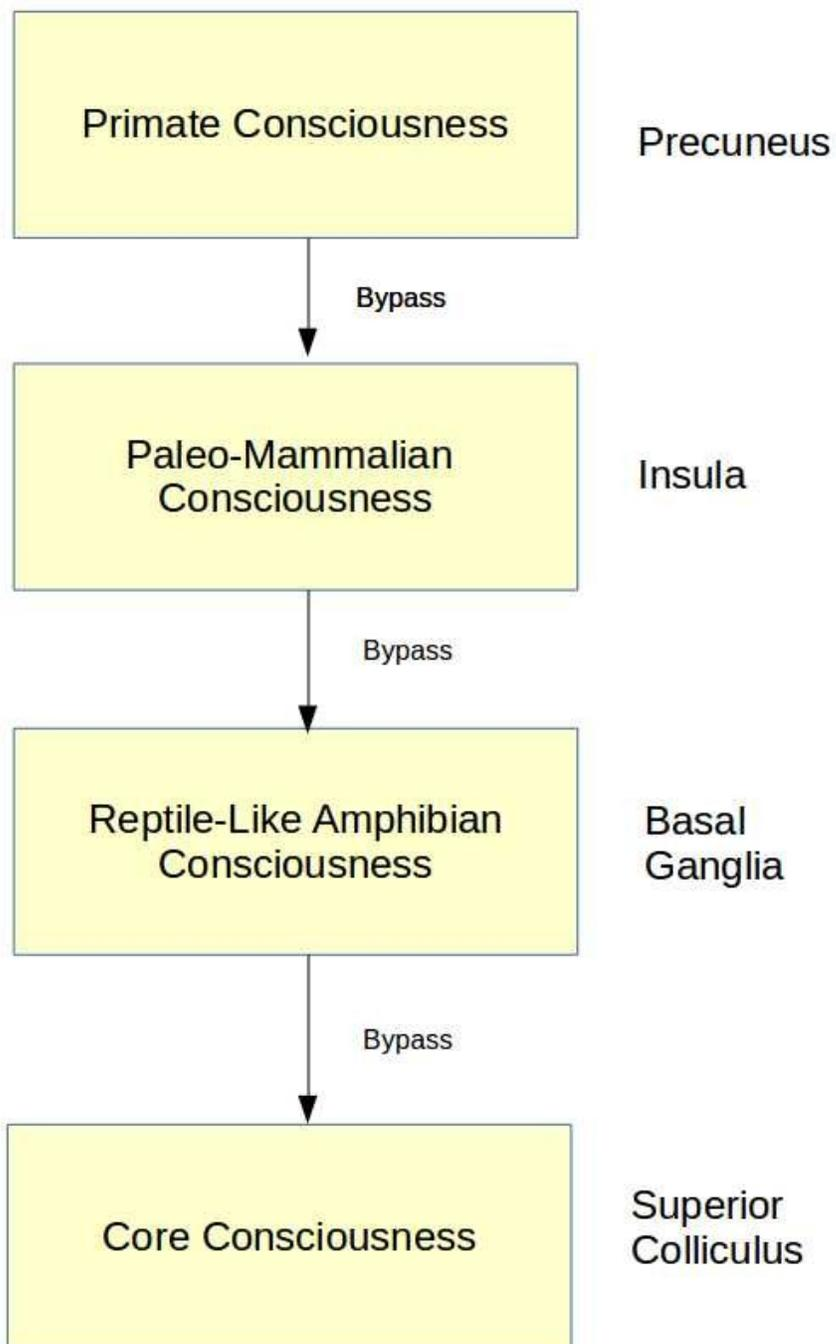 Primate Consciousness
Precuneus
Bypass
Paleo-Mammalian
Consciousness
Insula
Bypass
Reptile-Like Amphibian
Consciousness
Basal
Ganglia
Bypass
Core Consciousness
Superior
Colliculus